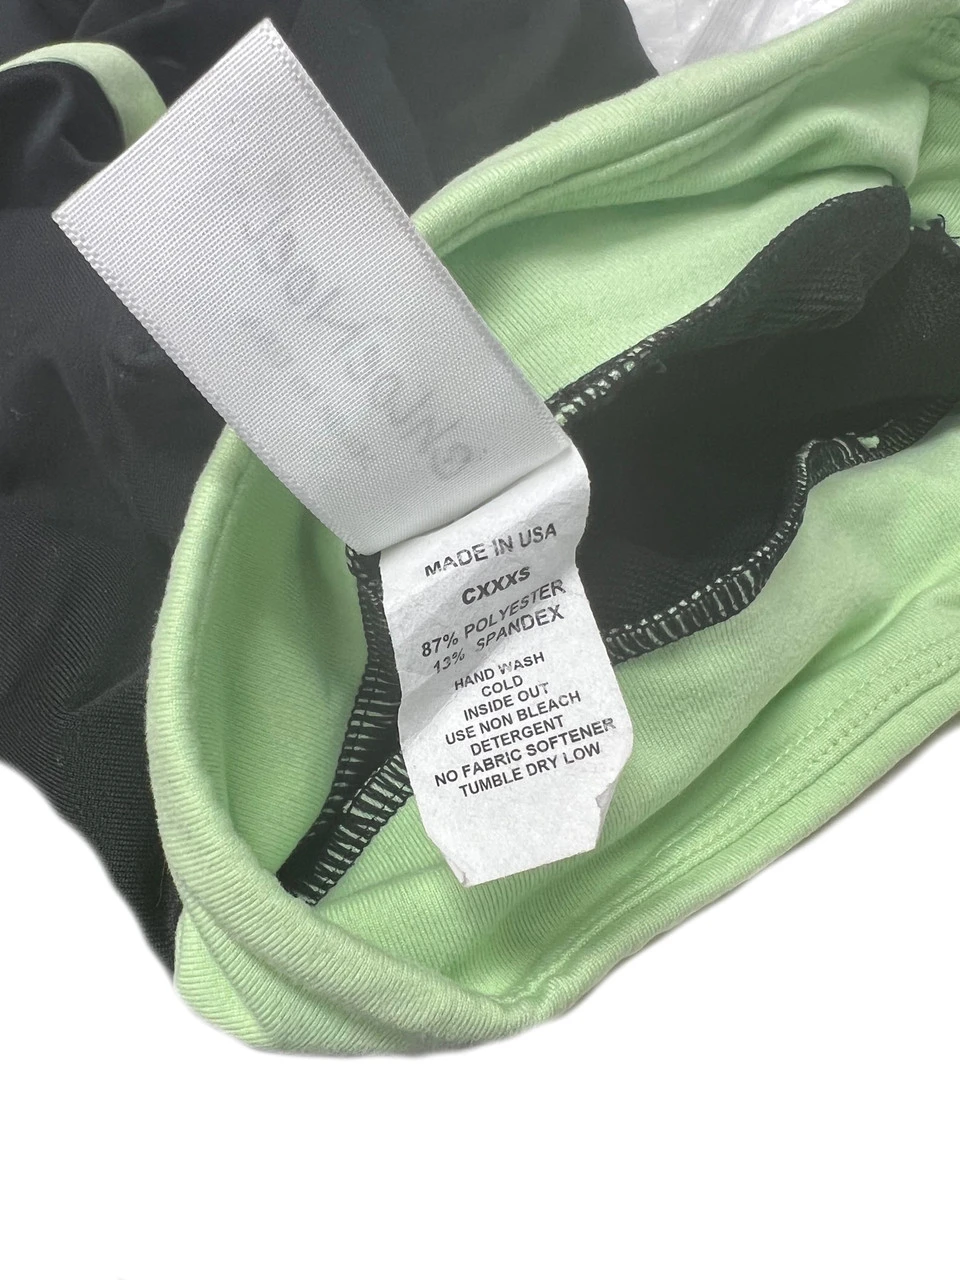 MADE IN USA
CXXXS
87% POLYESTER
13% SPANDEX
HAND WASH
COLD
INSIDE OUT
USE NON BLEACH
DETERGENT
NO FABRIC SOFTENER
TUMBLE DRY LOW